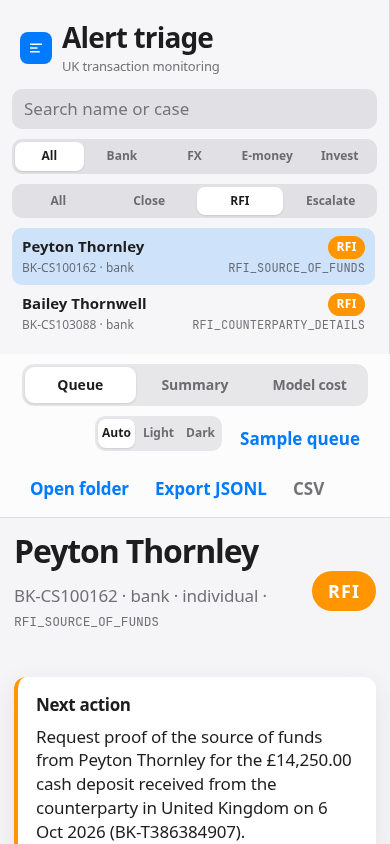 Alert triage
UK transaction monitoring
Search name or case
All Bank FX E-money Invest
All Close RFI Escalate
Peyton Thornley RFI
BK-CS100162 · bank RFI_SOURCE_OF_FUNDS
Bailey Thornwell RFI
BK-CS103088 · bank RFI_COUNTERPARTY_DETAILS
Queue Summary Model cost
Auto Light Dark Sample queue
Open folder Export JSONL CSV
Peyton Thornley
BK-CS100162 · bank · individual ·
RFI_SOURCE_OF_FUNDS
RFI
Next action
Request proof of the source of funds
from Peyton Thornley for the £14,250.00
cash deposit received from the
counterparty in United Kingdom on 6
Oct 2026 (BK-T386384907).